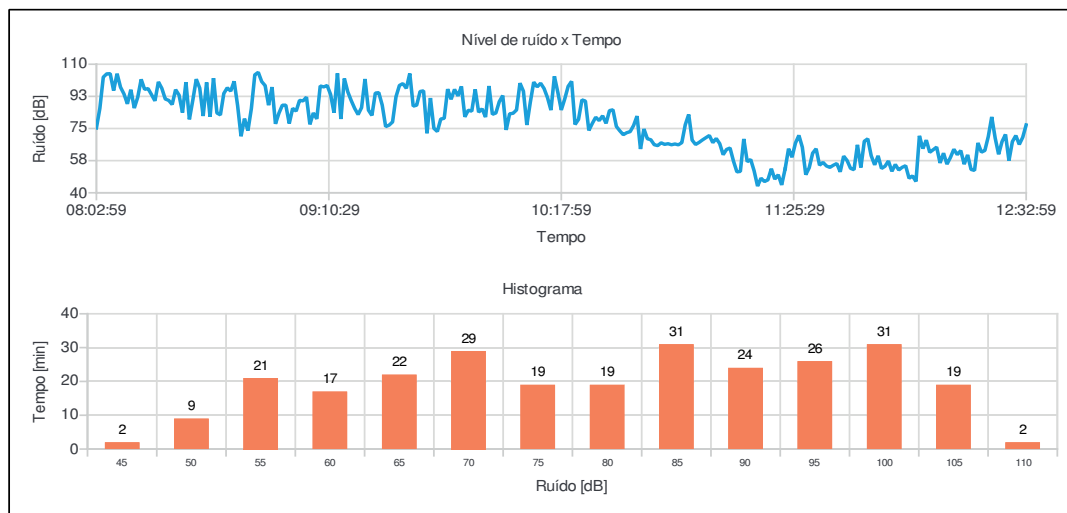 Nível de ruído x Tempo
Ruído [dB]
110
93
75
58
40
08:02:59 09:10:29 10:17:59 11:25:29 12:32:59
Tempo
Histograma
Tempo [min]
40
30
20
10
0
2 9 21 17 22 29 19 19 31 24 26 31 19 2
45 50 55 60 65 70 75 80 85 90 95 100 105 110
Ruído [dB]